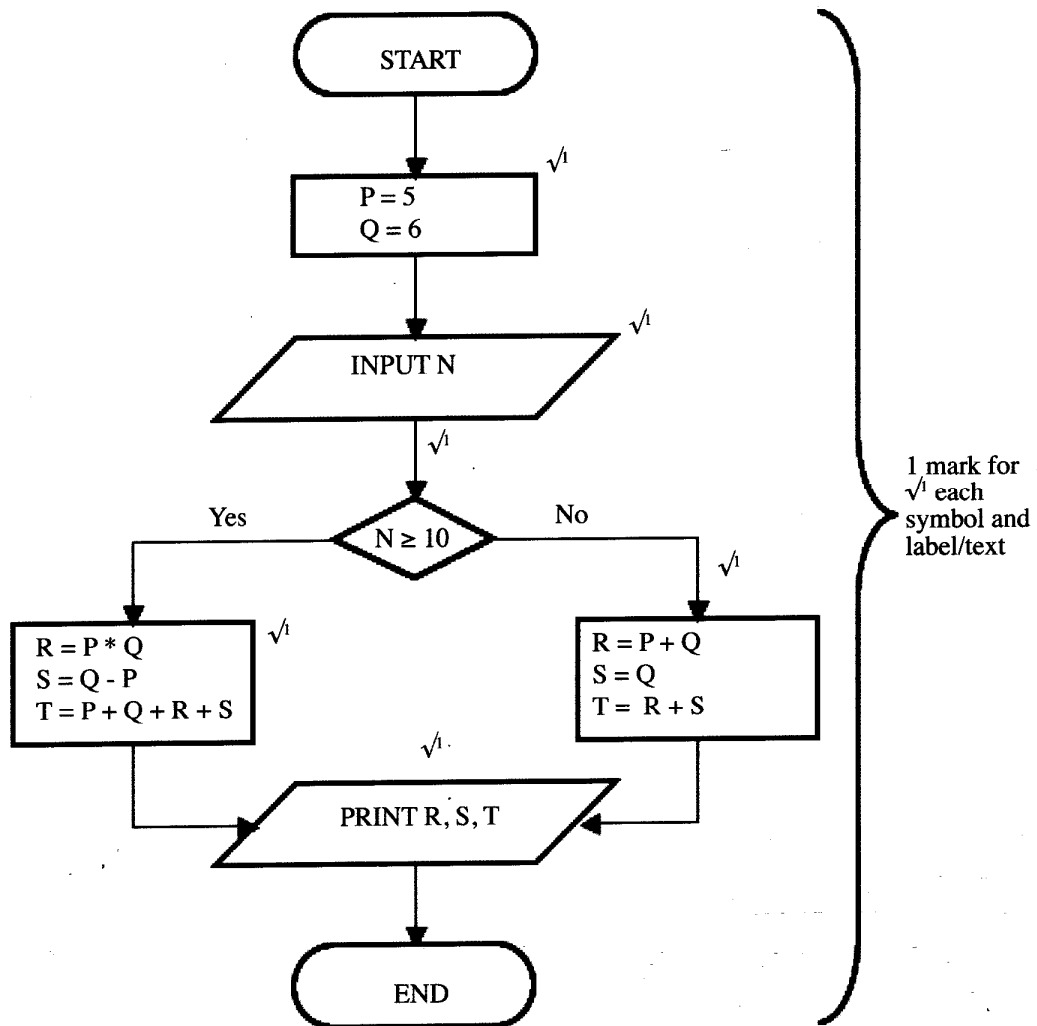 START
√1
P = 5
Q = 6
√1
INPUT N
√1
Yes
No
N ≥ 10
√1
R = P * Q
S = Q - P
T = P + Q + R + S
√1
R = P + Q
S = Q
T = R + S
√1
PRINT R, S, T
END
1 mark for
√1 each
symbol and
label/text